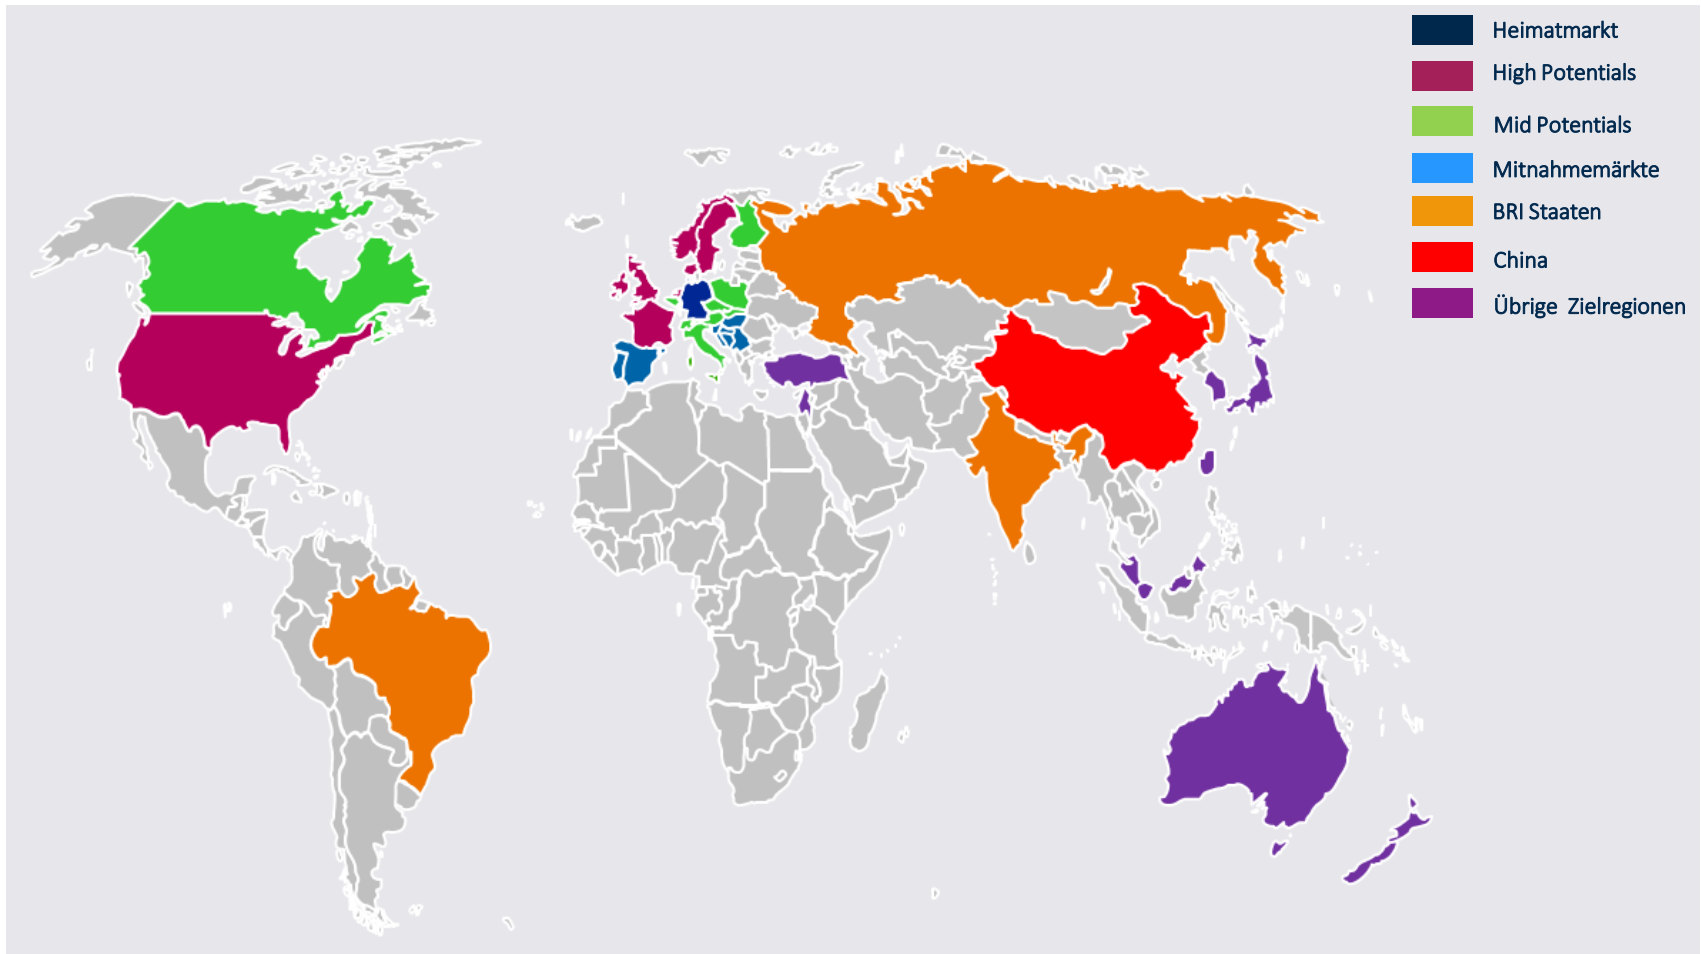 Heimatmarkt
High Potentials
Mid Potentials
Mitnahmemärkte
BRI Staaten
China
Übrige Zielregionen